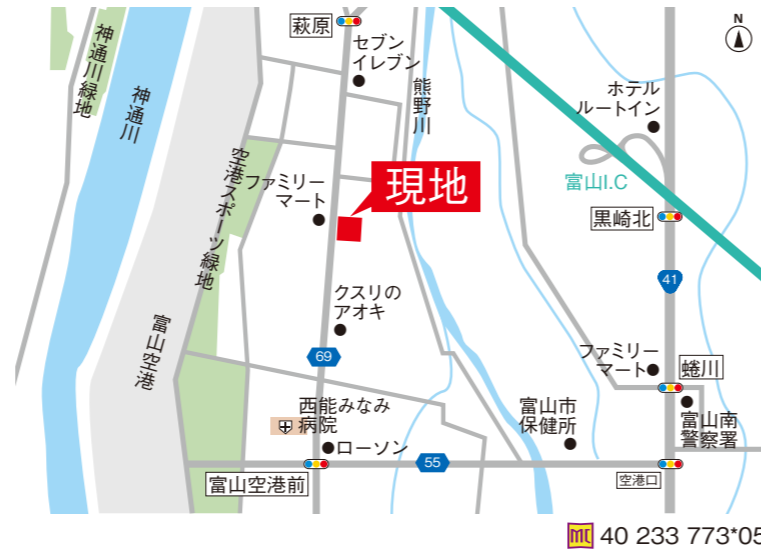 萩原
セブン
イレブン
N
神通川緑地
神通川
熊野川
ホテル
ルートイン
富山I.C
空港スポーツ緑地
ファミリー
マート
現地
黒崎北
41
クスリの
アオキ
富山空港
69
ファミリー
マート
蜷川
西能みなみ
病院
富山市
保健所
富山南
警察署
ローソン
富山空港前
55
空港口
MC 40 233 773*05